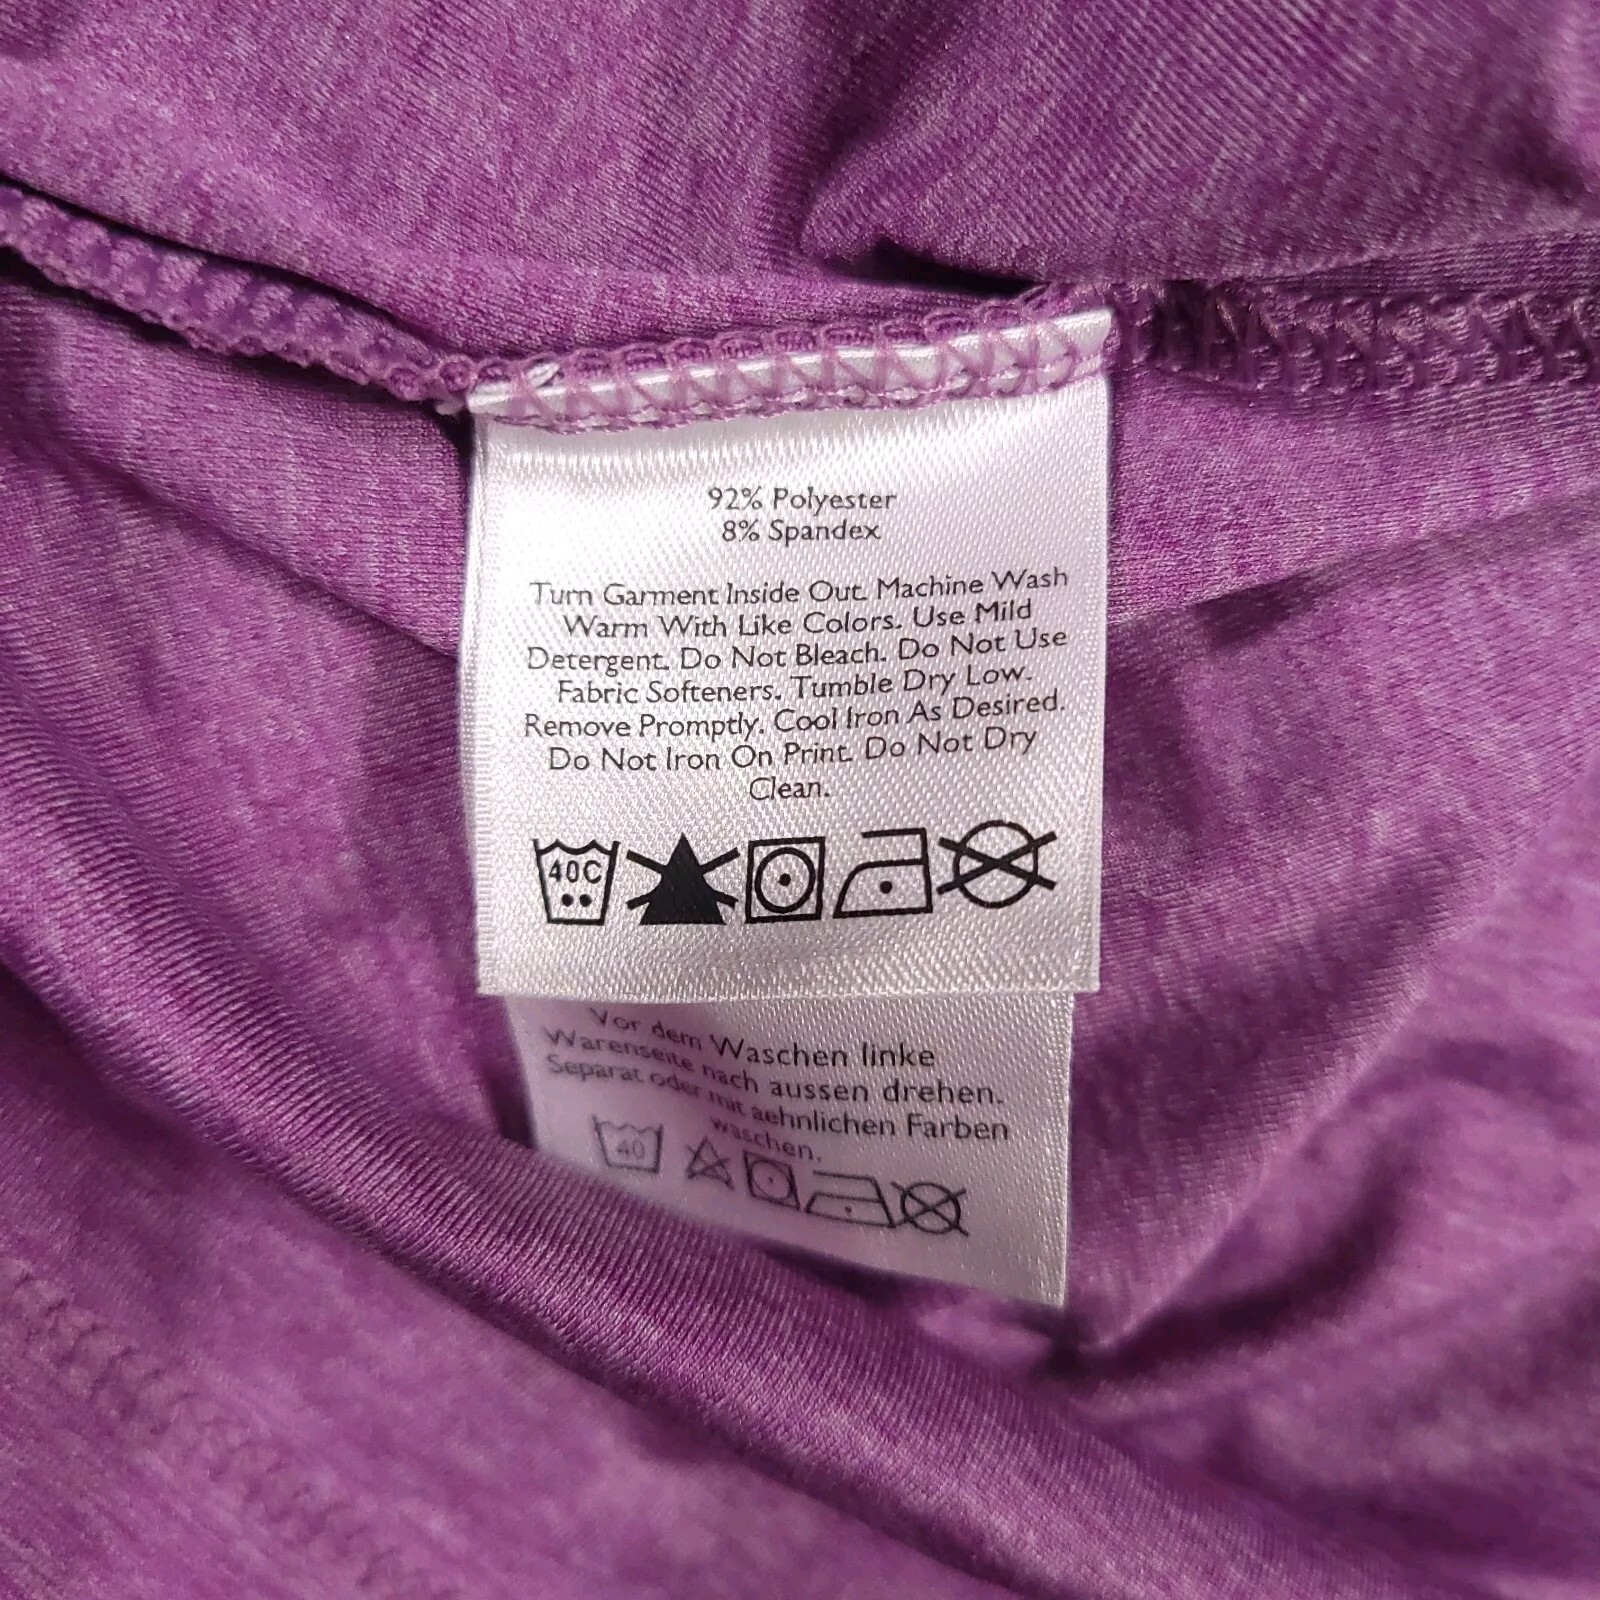 92% Polyester
8% Spandex
Turn Garment Inside Out. Machine Wash
Warm With Like Colors. Use Mild
Detergent. Do Not Bleach. Do Not Use
Fabric Softeners. Tumble Dry Low.
Remove Promptly. Cool Iron As Desired.
Do Not Iron On Print. Do Not Dry
Clean.
40C
Vor dem Waschen linke
Warenseite nach aussen drehen.
Separat oder mit aehnlichen Farben
waschen.
40